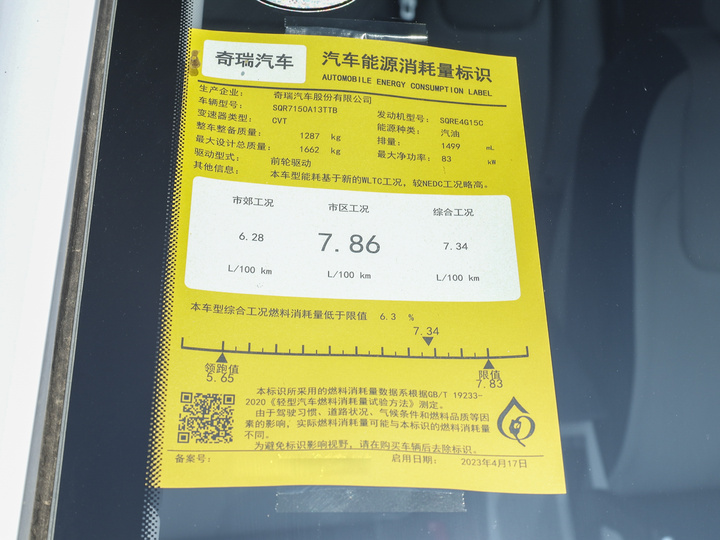 奇瑞汽车
汽车能源消耗量标识
AUTOMOBILE ENERGY CONSUMPTION LABEL
生产企业: 奇瑞汽车股份有限公司
车辆型号: SQR7150A13TTB 发动机型号: SQRE4G15C
变速器类型: CVT 能源种类: 汽油
整车整备质量: 1287 kg 排量: 1499 mL
最大设计总质量: 1662 kg 最大净功率: 83 kW
驱动型式: 前轮驱动
其他信息: 本车型能耗基于新的WLTC工况, 较NEDC工况略高。
市郊工况 市区工况 综合工况
6.28 7.86 7.34
L/100 km L/100 km L/100 km
本车型综合工况燃料消耗量低于限值 6.3 %
7.34
领跑值 限值
5.65 7.83
本标识所采用的燃料消耗量数据系根据GB/T 19233-
2020《轻型汽车燃料消耗量试验方法》测定。
由于驾驶习惯、道路状况、气候条件和燃料品质等因
素的影响, 实际燃料消耗量可能与本标识的燃料消耗量
不同。
为避免标识影响视野, 请在购买车辆后去除标识。
备案号: 启用日期: 2023年4月17日